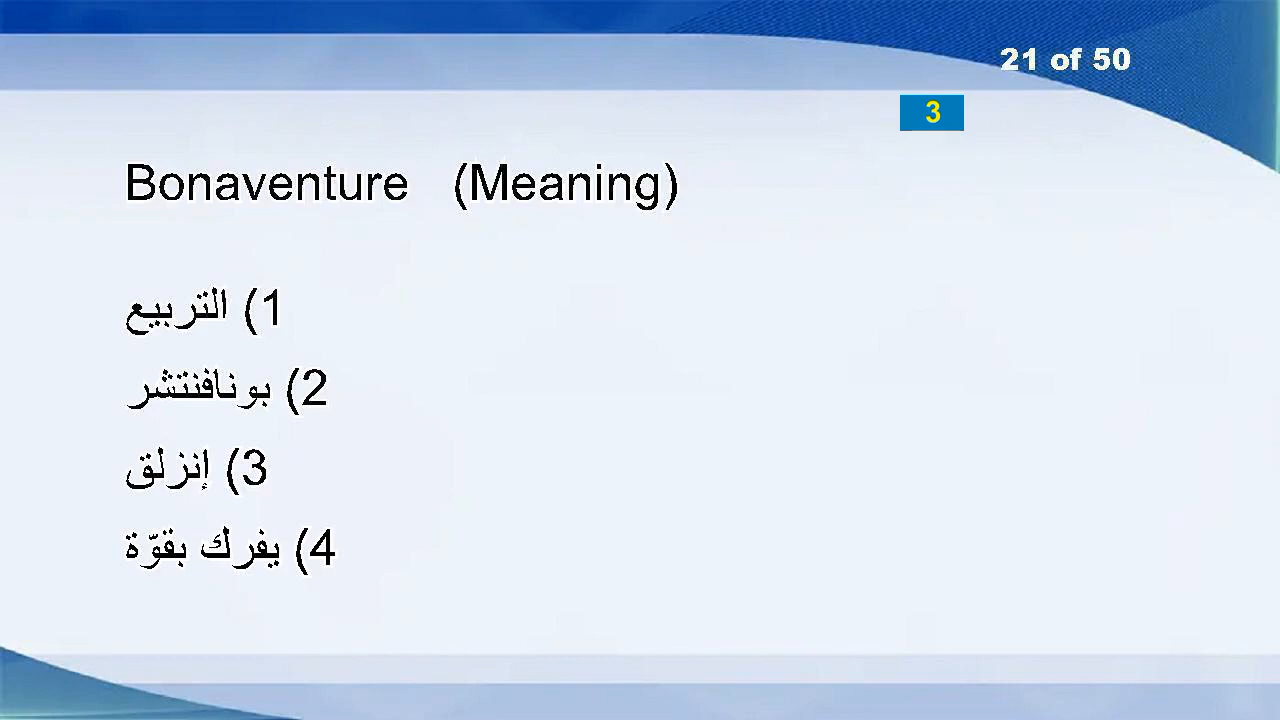 21 of 50
3
Bonaventure (Meaning)
1) التربيع
2) بونافنتشر
3) إنزلق
4) يفرك بقوّة